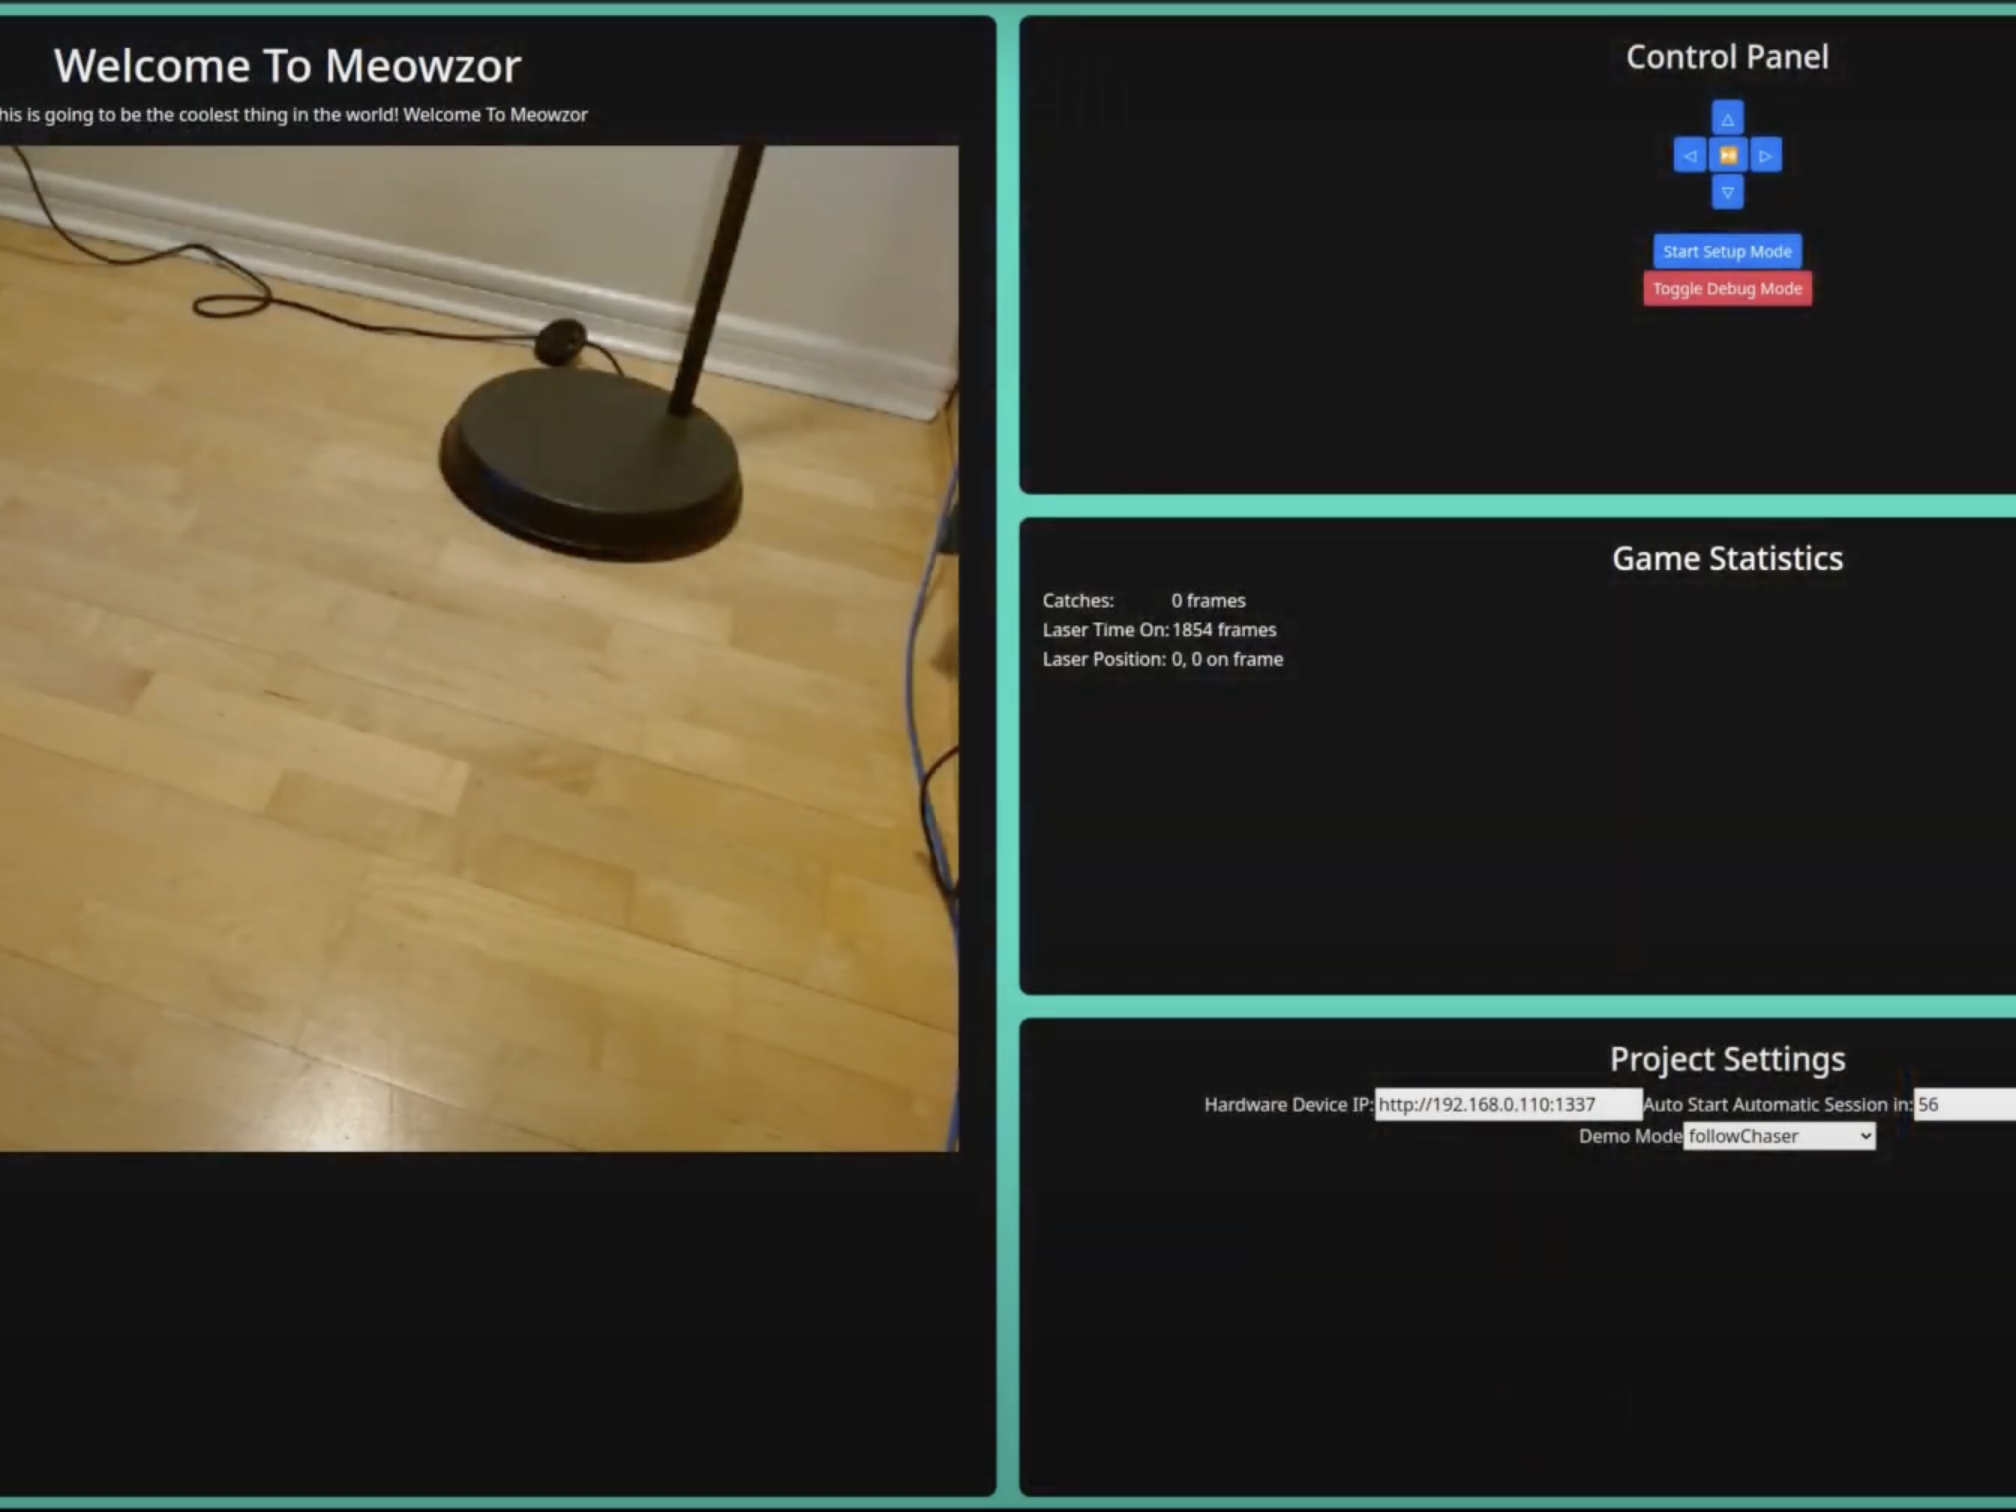 Welcome To Meowzor
his is going to be the coolest thing in the world! Welcome To Meowzor
Control Panel
Start Setup Mode
Toggle Debug Mode
Game Statistics
Catches: 0 frames
Laser Time On: 1854 frames
Laser Position: 0, 0 on frame
Project Settings
Hardware Device IP: http://192.168.0.110:1337 Auto Start Automatic Session in: 56
Demo Mode followChaser